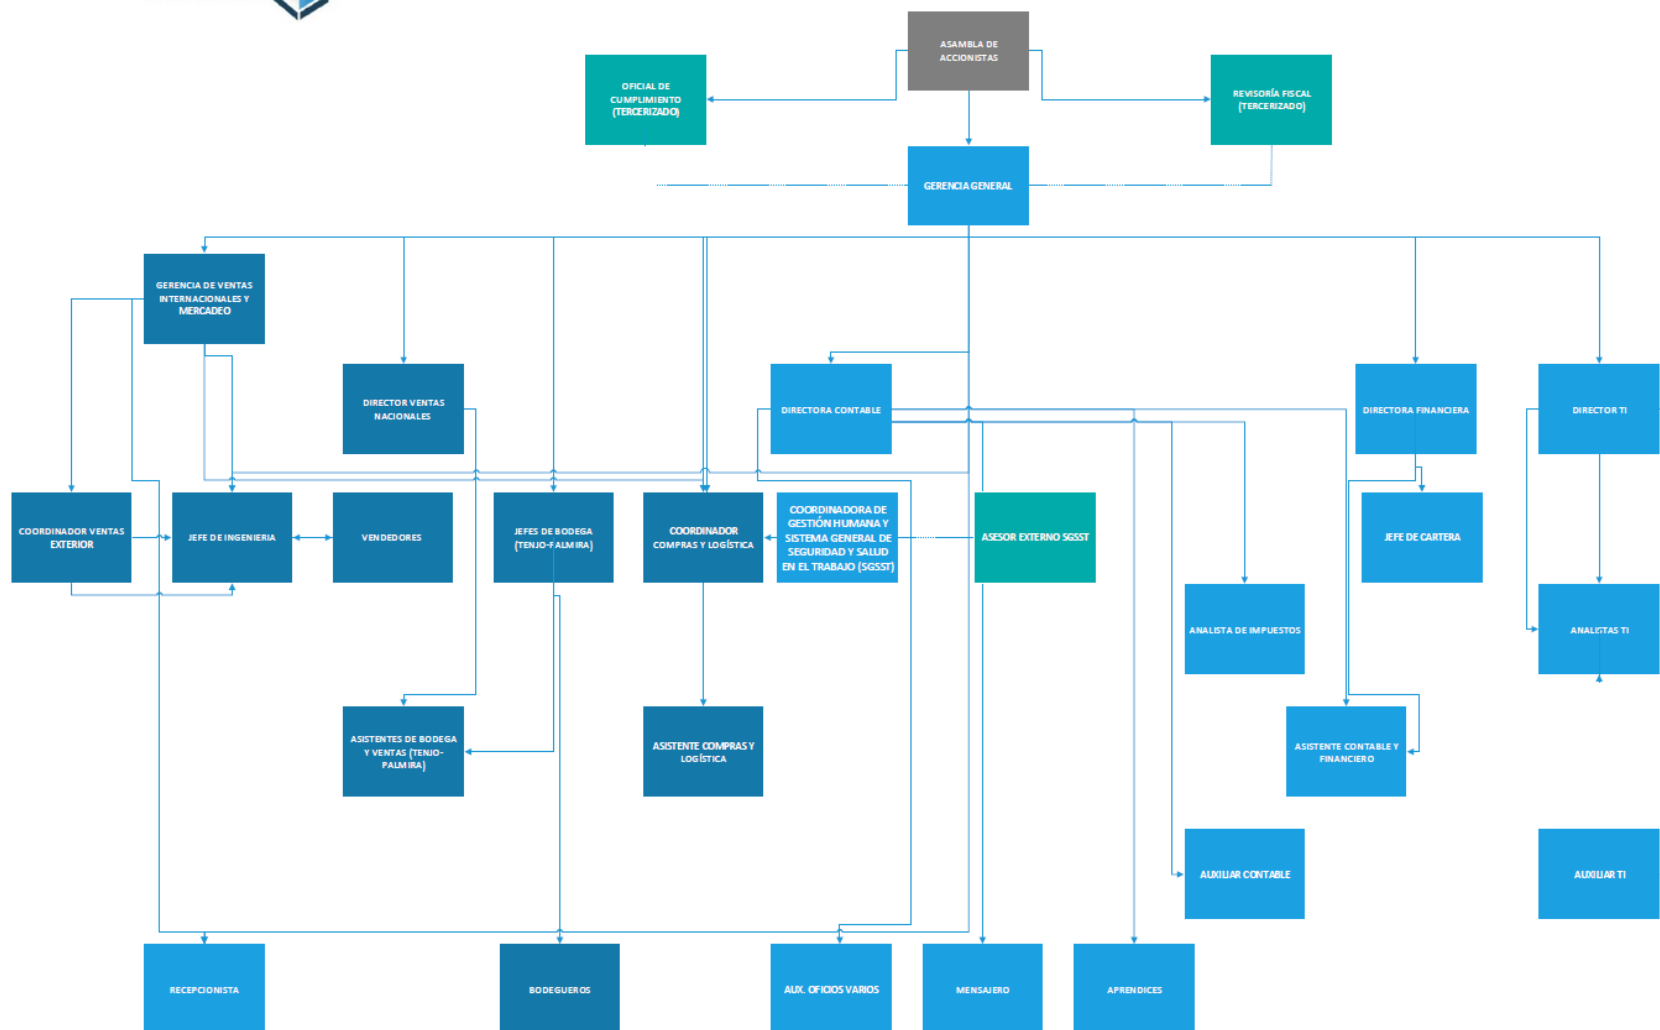 ASAMBLA DE
ACCIONISTAS
OFICIAL DE
CUMPLIMIENTO
(TERCERIZADO)
REVISORÍA FISCAL
(TERCERIZADO)
GERENCIA GENERAL
GERENCIA DE VENTAS
INTERNACIONALES Y
MERCADEO
DIRECTOR VENTAS
NACIONALES
DIRECTORA CONTABLE
DIRECTORA FINANCIERA
DIRECTOR TI
COORDINADOR VENTAS
EXTERIOR
JEFE DE INGENIERIA
VENDEDORES
JEFES DE BODEGA
(TENJO-PALMIRA)
COORDINADOR
COMPRAS Y LOGÍSTICA
COORDINADORA DE
GESTIÓN HUMANA Y
SISTEMA GENERAL DE
SEGURIDAD Y SALUD
EN EL TRABAJO (SGSST)
ASESOR EXTERNO SGSST
JEFE DE CARTERA
ANALISTA DE IMPUESTOS
ANALISTAS TI
ASISTENTES DE BODEGA
Y VENTAS (TENJO-
PALMIRA)
ASISTENTE COMPRAS Y
LOGÍSTICA
ASISTENTE CONTABLE Y
FINANCIERO
AUXILIAR CONTABLE
AUXILIAR TI
RECEPCIONISTA
BODEGUEROS
AUX. OFICIOS VARIOS
MENSAJERO
APRENDICES